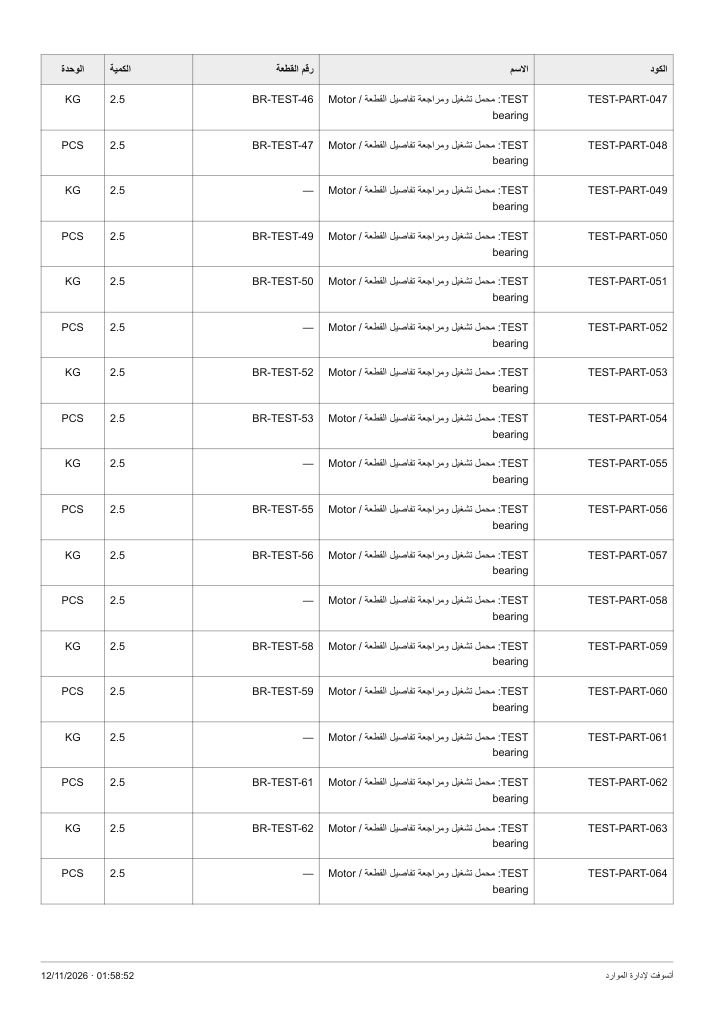 الكود الاسم رقم القطعة الكمية الوحدة
TEST-PART-047 TEST: محمل تشغيل ومراجعة تفاصيل القطعة / Motor BR-TEST-46 2.5 KG
bearing
TEST-PART-048 TEST: محمل تشغيل ومراجعة تفاصيل القطعة / Motor BR-TEST-47 2.5 PCS
bearing
TEST-PART-049 TEST: محمل تشغيل ومراجعة تفاصيل القطعة / Motor — 2.5 KG
bearing
TEST-PART-050 TEST: محمل تشغيل ومراجعة تفاصيل القطعة / Motor BR-TEST-49 2.5 PCS
bearing
TEST-PART-051 TEST: محمل تشغيل ومراجعة تفاصيل القطعة / Motor BR-TEST-50 2.5 KG
bearing
TEST-PART-052 TEST: محمل تشغيل ومراجعة تفاصيل القطعة / Motor — 2.5 PCS
bearing
TEST-PART-053 TEST: محمل تشغيل ومراجعة تفاصيل القطعة / Motor BR-TEST-52 2.5 KG
bearing
TEST-PART-054 TEST: محمل تشغيل ومراجعة تفاصيل القطعة / Motor BR-TEST-53 2.5 PCS
bearing
TEST-PART-055 TEST: محمل تشغيل ومراجعة تفاصيل القطعة / Motor — 2.5 KG
bearing
TEST-PART-056 TEST: محمل تشغيل ومراجعة تفاصيل القطعة / Motor BR-TEST-55 2.5 PCS
bearing
TEST-PART-057 TEST: محمل تشغيل ومراجعة تفاصيل القطعة / Motor BR-TEST-56 2.5 KG
bearing
TEST-PART-058 TEST: محمل تشغيل ومراجعة تفاصيل القطعة / Motor — 2.5 PCS
bearing
TEST-PART-059 TEST: محمل تشغيل ومراجعة تفاصيل القطعة / Motor BR-TEST-58 2.5 KG
bearing
TEST-PART-060 TEST: محمل تشغيل ومراجعة تفاصيل القطعة / Motor BR-TEST-59 2.5 PCS
bearing
TEST-PART-061 TEST: محمل تشغيل ومراجعة تفاصيل القطعة / Motor — 2.5 KG
bearing
TEST-PART-062 TEST: محمل تشغيل ومراجعة تفاصيل القطعة / Motor BR-TEST-61 2.5 PCS
bearing
TEST-PART-063 TEST: محمل تشغيل ومراجعة تفاصيل القطعة / Motor BR-TEST-62 2.5 KG
bearing
TEST-PART-064 TEST: محمل تشغيل ومراجعة تفاصيل القطعة / Motor — 2.5 PCS
bearing
أتسوفت لإدارة الموارد 12/11/2026 · 01:58:52